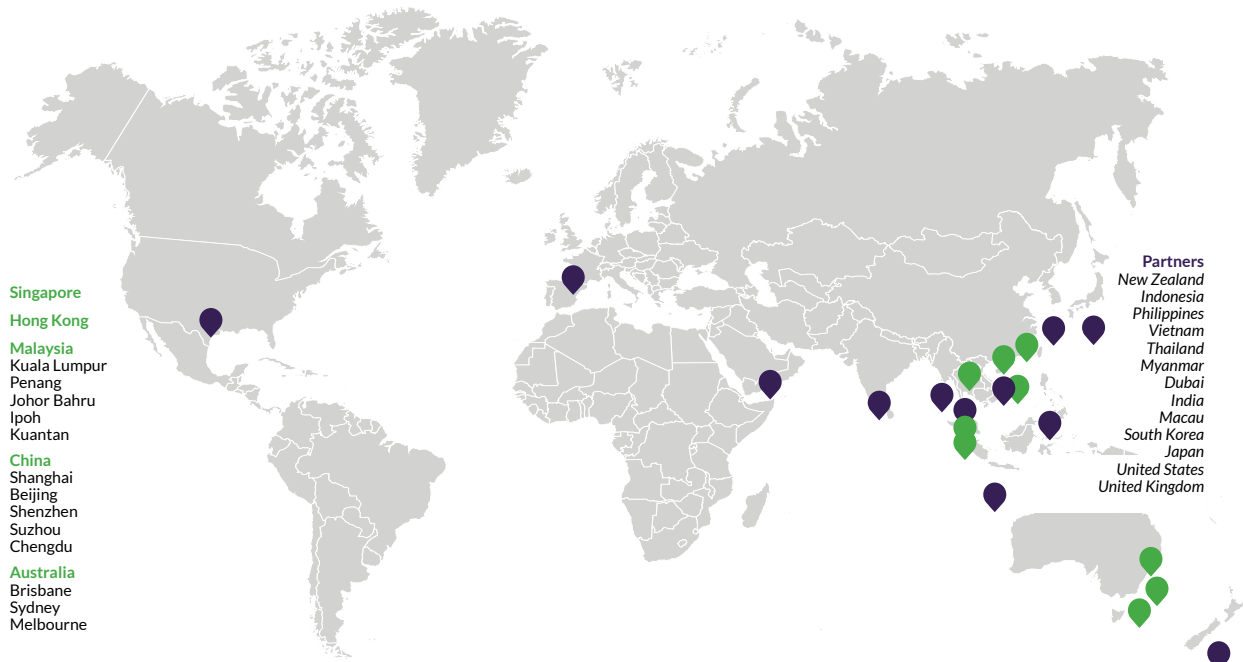 Singapore
Hong Kong
Malaysia
Kuala Lumpur
Penang
Johor Bahru
Ipoh
Kuantan
China
Shanghai
Beijing
Shenzhen
Suzhou
Chengdu
Australia
Brisbane
Sydney
Melbourne
Partners
New Zealand
Indonesia
Philippines
Vietnam
Thailand
Myanmar
Dubai
India
Macau
South Korea
Japan
United States
United Kingdom